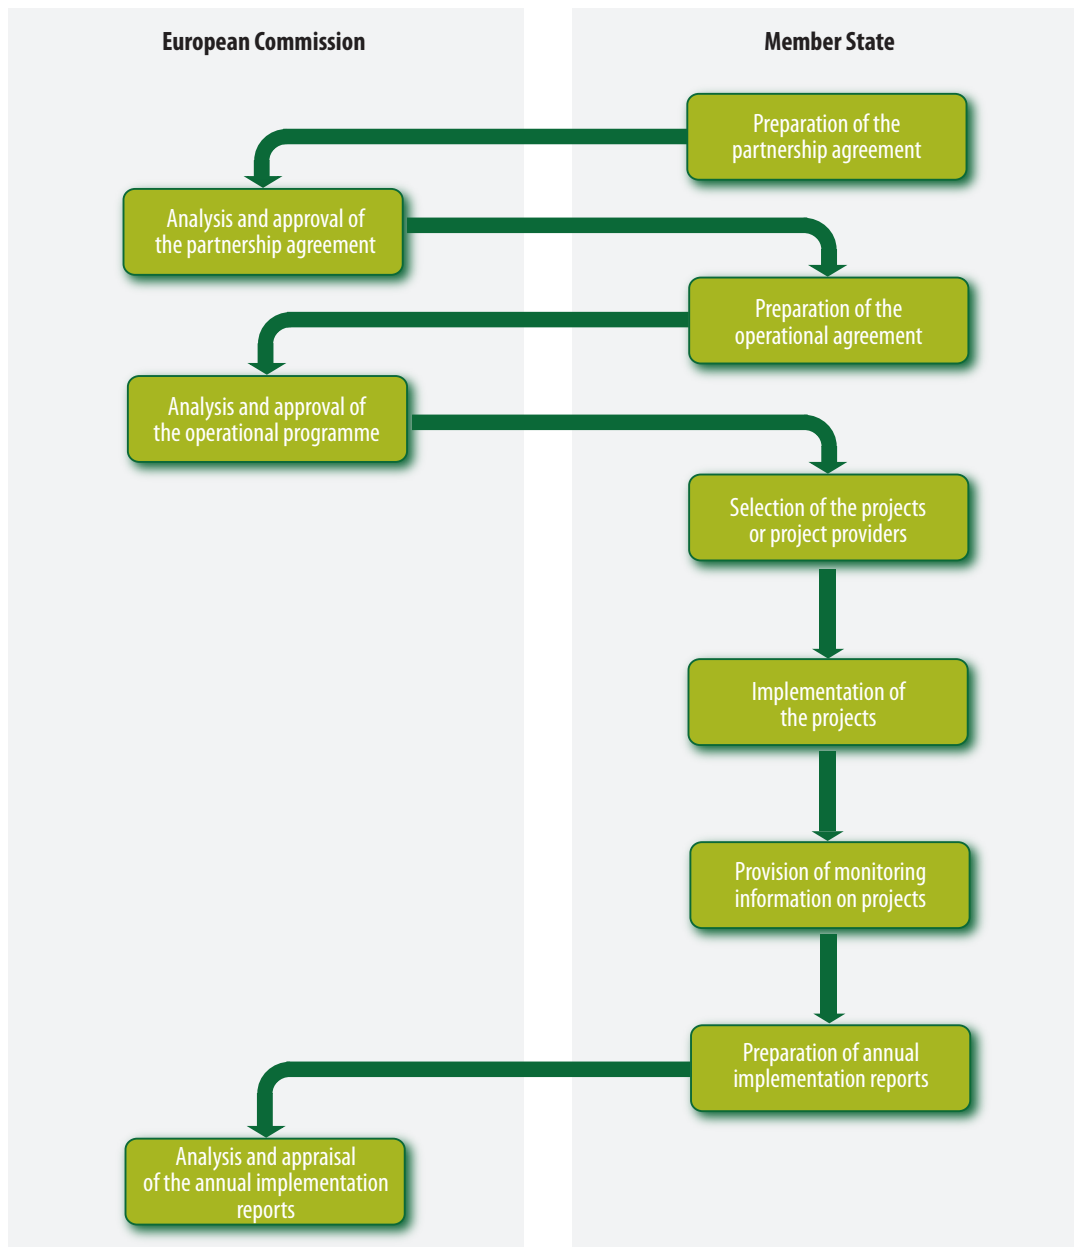 European Commission
Member State
Preparation of the
partnership agreement
Analysis and approval of
the partnership agreement
Preparation of the
operational agreement
Analysis and approval of
the operational programme
Selection of the projects
or project providers
Implementation of
the projects
Provision of monitoring
information on projects
Preparation of annual
implementation reports
Analysis and appraisal
of the annual implementation
reports